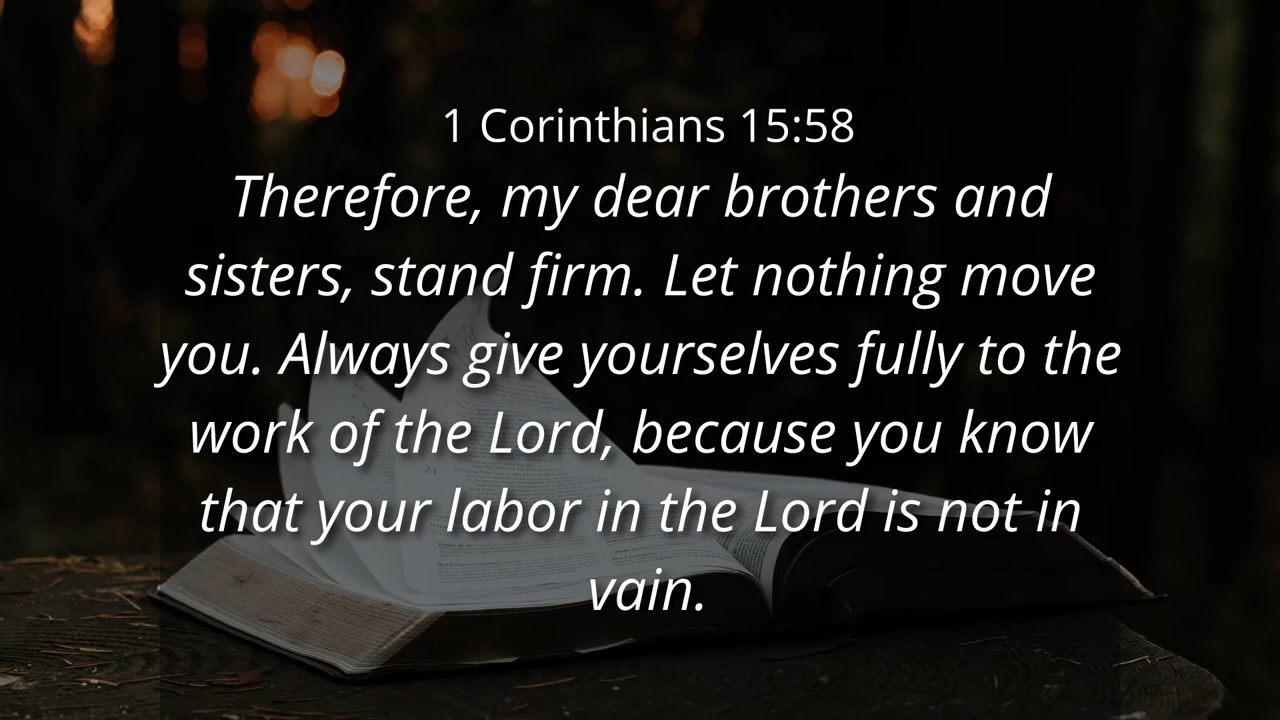 1 Corinthians 15:58
Therefore, my dear brothers and
sisters, stand firm. Let nothing move
you. Always give yourselves fully to the
work of the Lord, because you know
that your labor in the Lord is not in
vain.